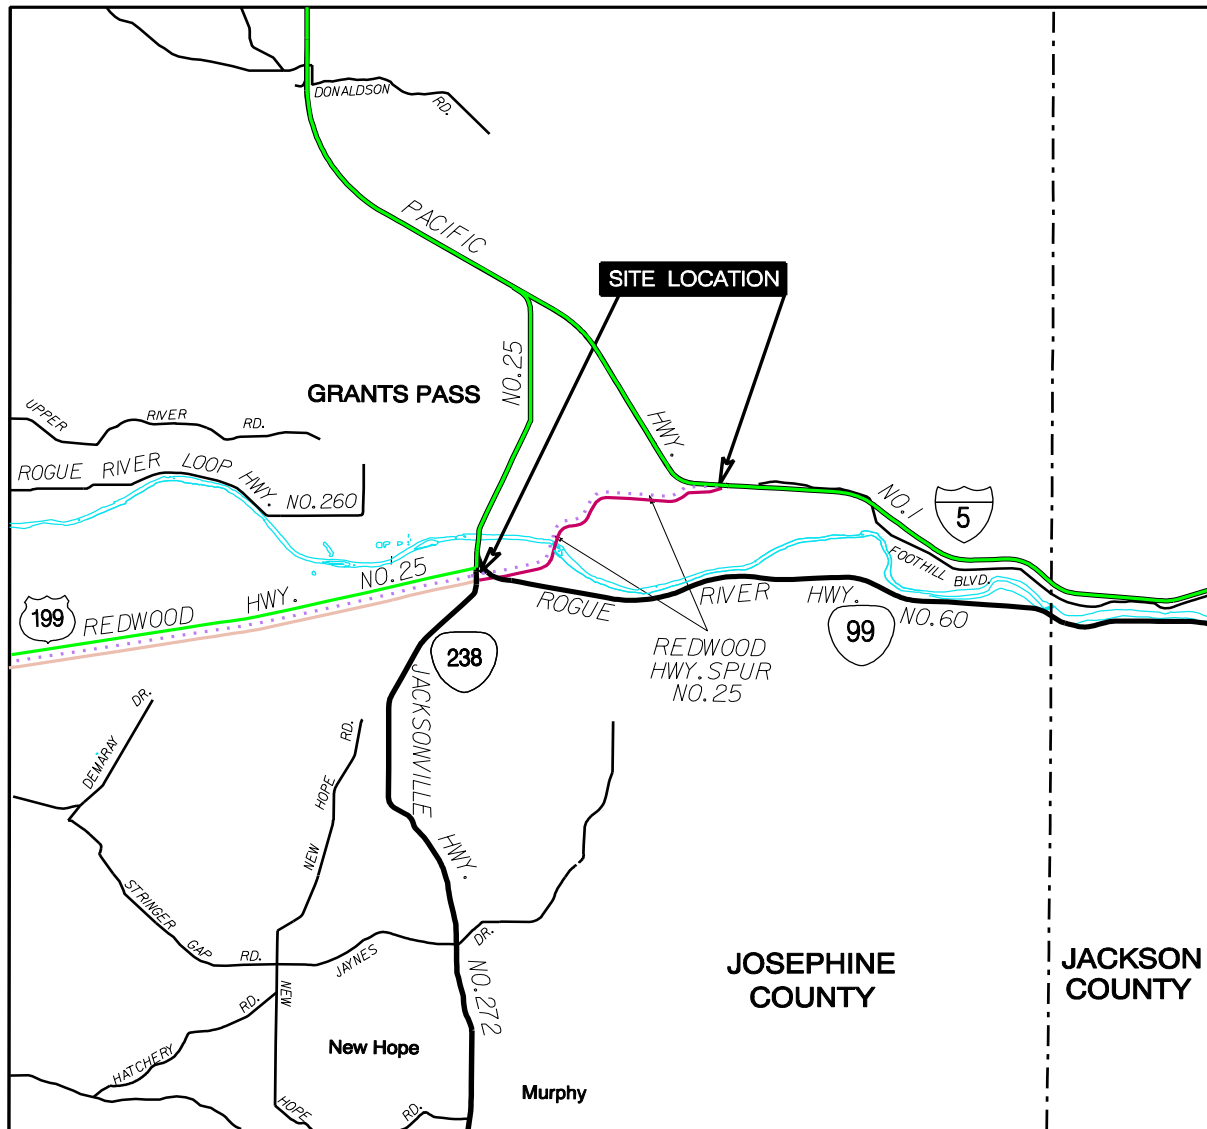 DONALDSON RD.
PACIFIC
SITE LOCATION
NO.25
GRANTS PASS
HWY.
UPPER RIVER RD.
ROGUE RIVER LOOP HWY. NO.260
NO.1
5
FOOTHILL BLVD.
NO.25
199
REDWOOD HWY.
ROGUE RIVER HWY. NO.60
99
238
REDWOOD
HWY.SPUR
NO.25
JACKSONVILLE HWY.
NO.272
DEMARAY DR.
NEW HOPE RD.
STRINGER GAP RD.
JAYNES DR.
NEW
HOPE RD.
HATCHERY RD.
New Hope
Murphy
JOSEPHINE
COUNTY
JACKSON
COUNTY